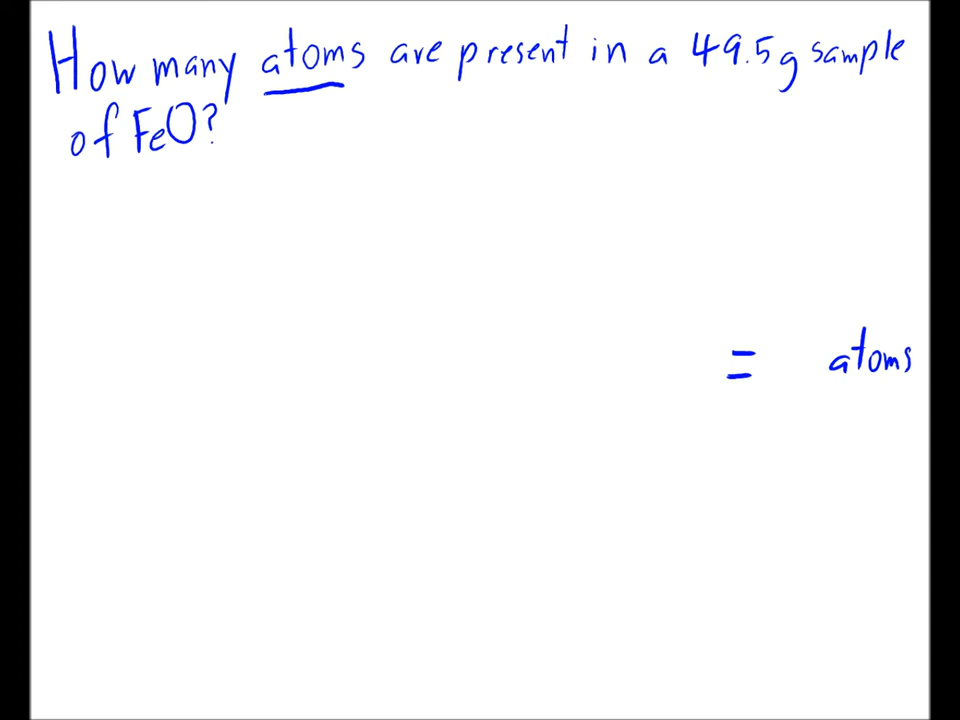 How many atoms are present in a 49.5g sample
of FeO?
= atoms